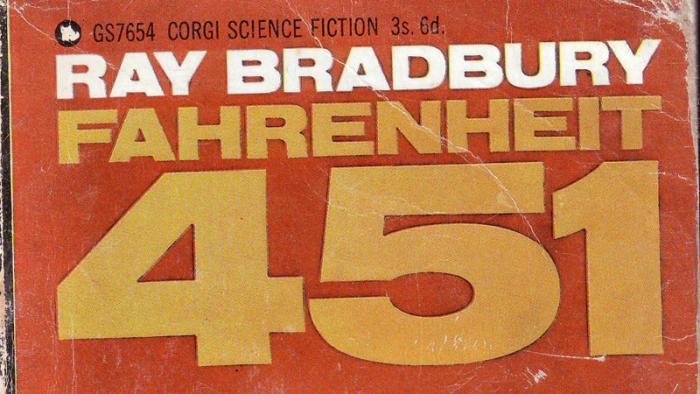 GS7654 CORGI SCIENCE FICTION 3s. 6d.
RAY BRADBURY
FAHRENHEIT
451